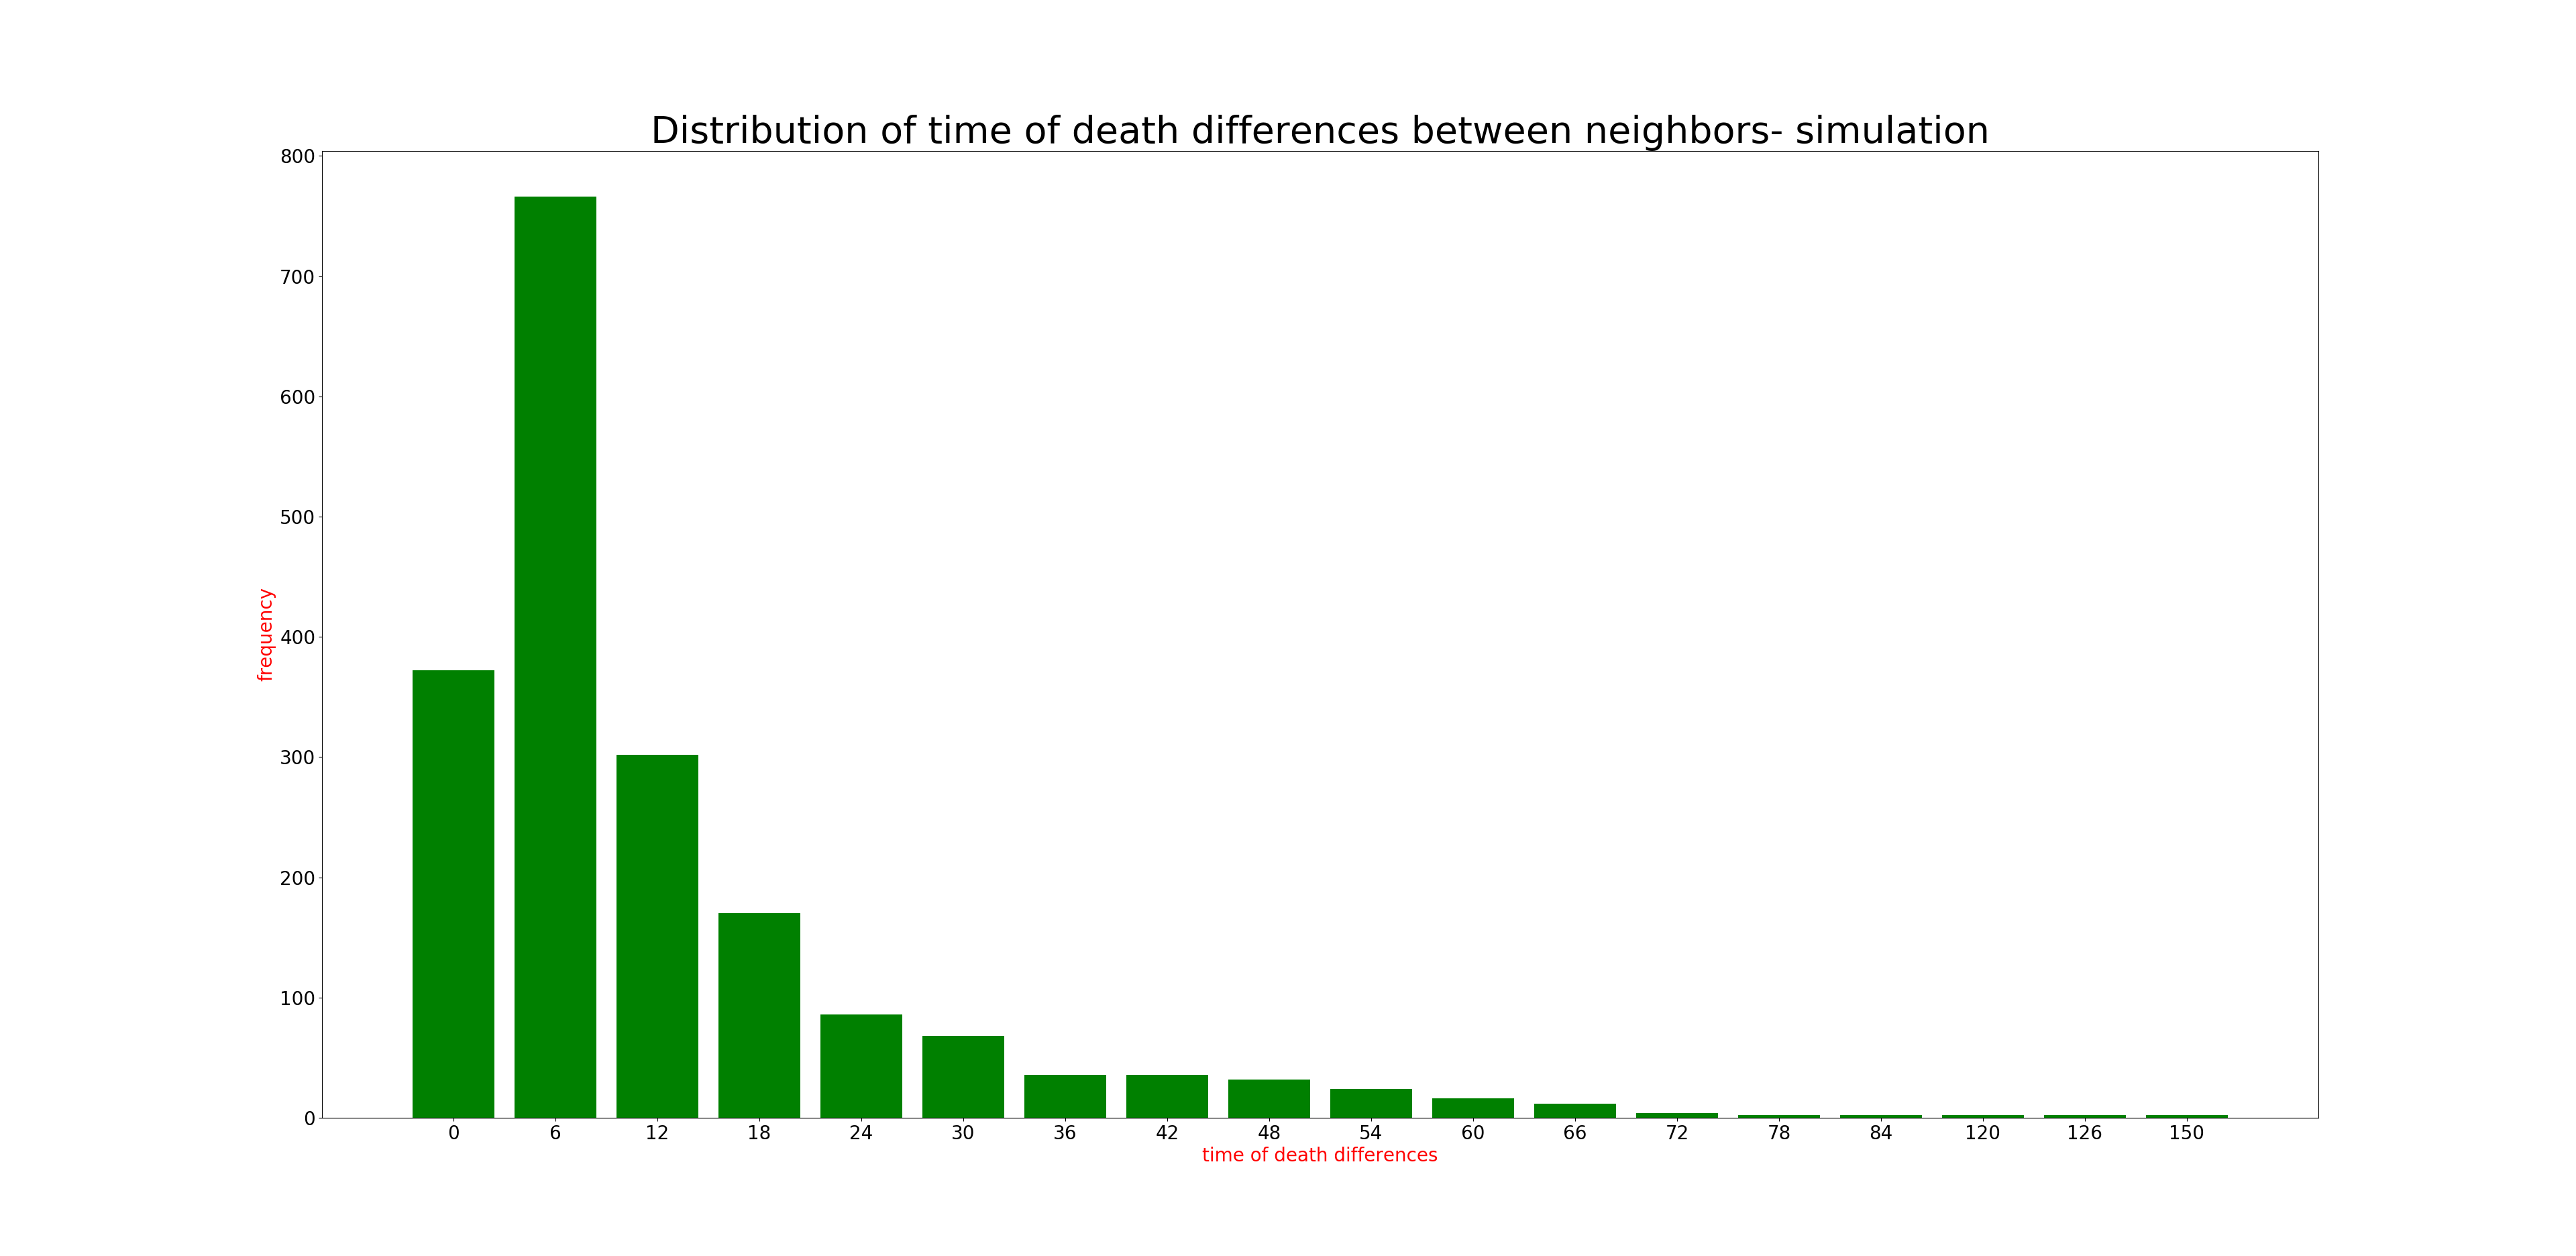 Distribution of time of death differences between neighbors- simulation
800
700
600
500
400
300
200
100
0
frequency
0 6 12 18 24 30 36 42 48 54 60 66 72 78 84 120 126 150
time of death differences